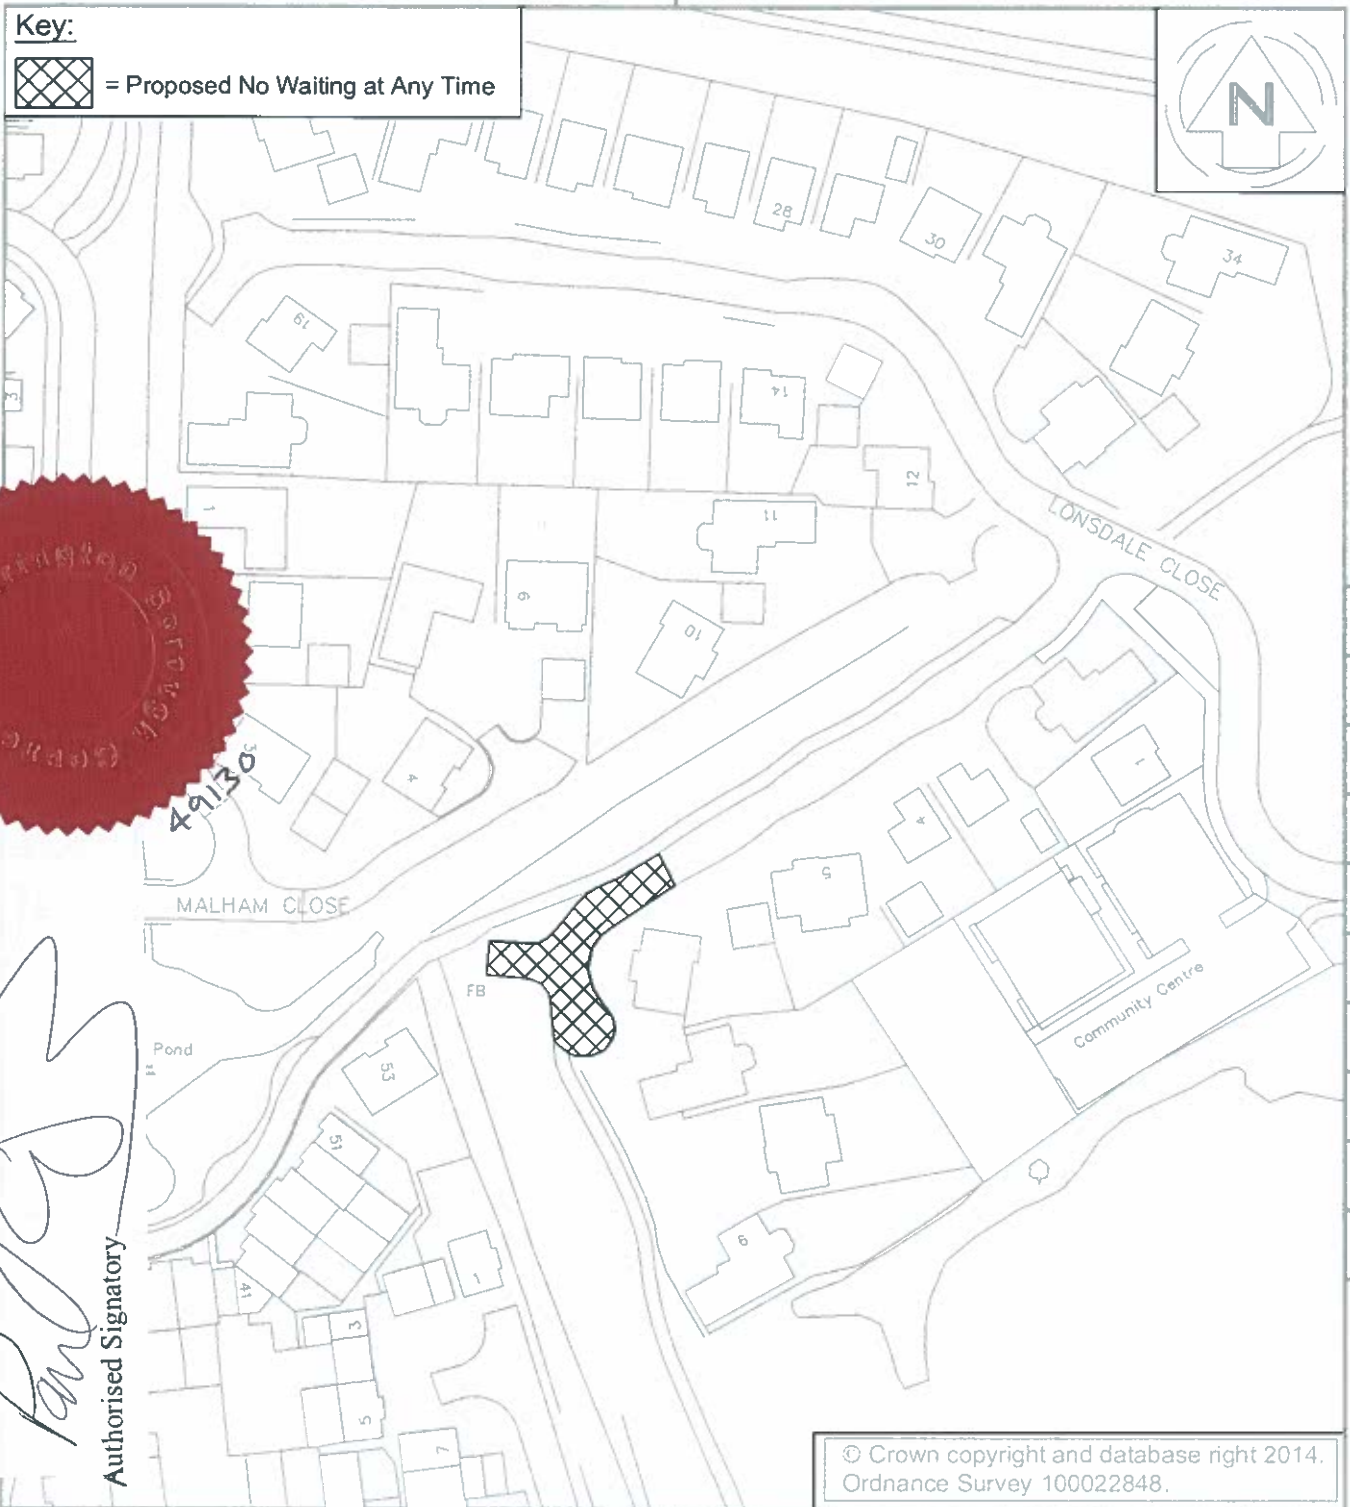 Key:
= Proposed No Waiting at Any Time
N
28
30
34
19
3
14
12
1
11
LONSDALE CLOSE
9
10
1
3
4
49130
4
5
MALHAM CLOSE
FB
Community Centre
Pond
53
51
6
41
1
3
5
7
Authorised Signatory
© Crown copyright and database right 2014.
Ordnance Survey 100022848.